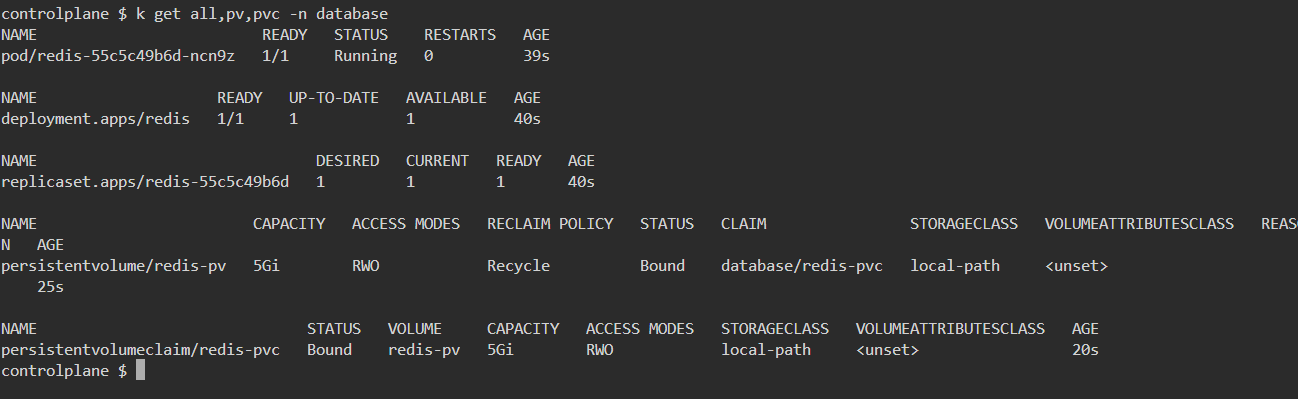 controlplane $ k get all,pv,pvc -n database
NAME                         READY   STATUS    RESTARTS   AGE
pod/redis-55c5c49b6d-ncn9z   1/1     Running   0          39s

NAME                    READY   UP-TO-DATE   AVAILABLE   AGE
deployment.apps/redis   1/1     1            1           40s

NAME                               DESIRED   CURRENT   READY   AGE
replicaset.apps/redis-55c5c49b6d   1         1         1       40s

NAME                        CAPACITY   ACCESS MODES   RECLAIM POLICY   STATUS   CLAIM                STORAGECLASS   VOLUMEATTRIBUTESCLASS   REASO
N   AGE
persistentvolume/redis-pv   5Gi        RWO            Recycle          Bound    database/redis-pvc   local-path     <unset>
    25s

NAME                              STATUS   VOLUME     CAPACITY   ACCESS MODES   STORAGECLASS   VOLUMEATTRIBUTESCLASS   AGE
persistentvolumeclaim/redis-pvc   Bound    redis-pv   5Gi        RWO            local-path     <unset>                 20s
controlplane $